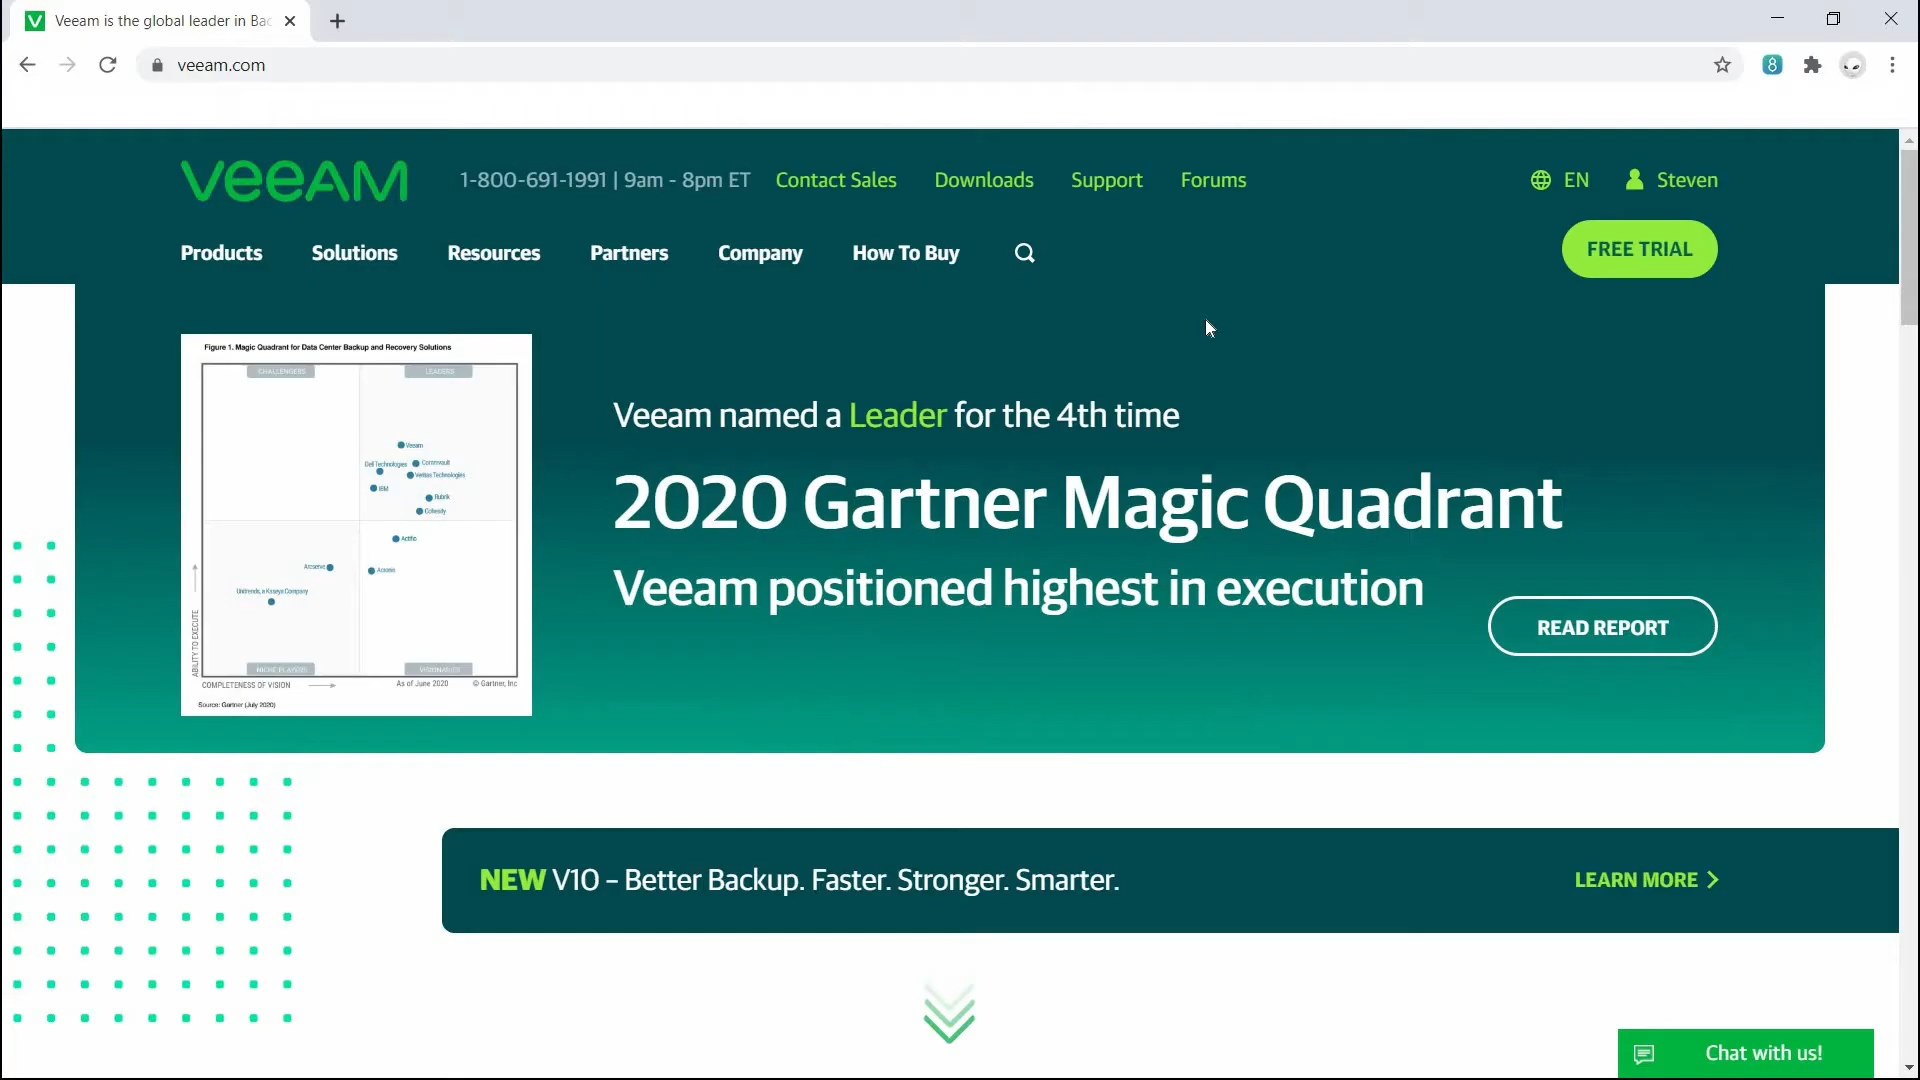 Veeam is the global leader in Bac
veeam.com
VEEAM
1-800-691-1991 | 9am - 8pm ET
Contact Sales
Downloads
Support
Forums
EN
Steven
Products
Solutions
Resources
Partners
Company
How To Buy
FREE TRIAL
Figure 1. Magic Quadrant for Data Center Backup and Recovery Solutions
CHALLENGERS
LEADERS
Veeam
Dell Technologies
Commvault
Veritas Technologies
IBM
Rubrik
Cohesity
Actifio
Arcserve
Acronis
Unitrends, a Kaseya Company
ABILITY TO EXECUTE
NICHE PLAYERS
VISIONARIES
COMPLETENESS OF VISION
As of June 2020
© Gartner, Inc
Source: Gartner (July 2020)
Veeam named a Leader for the 4th time
2020 Gartner Magic Quadrant
Veeam positioned highest in execution
READ REPORT
NEW V10 – Better Backup. Faster. Stronger. Smarter.
LEARN MORE
Chat with us!